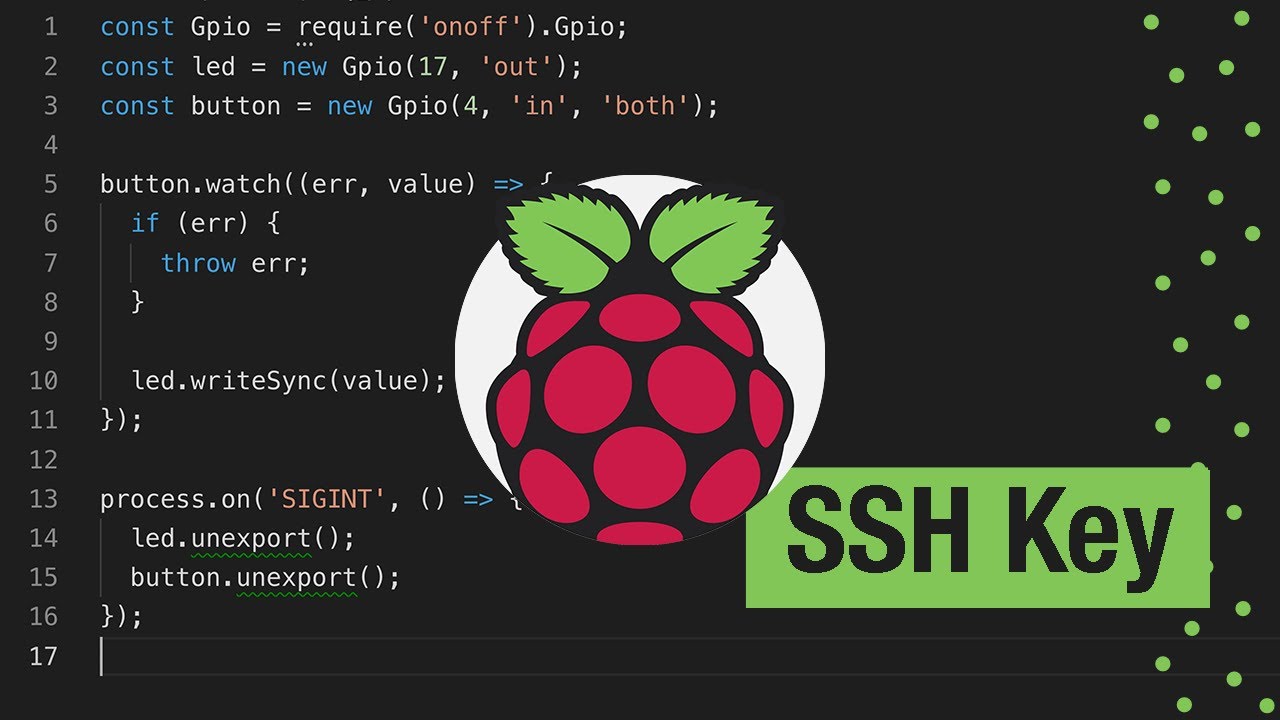 1 const Gpio = require('onoff').Gpio;
2 const led = new Gpio(17, 'out');
3 const button = new Gpio(4, 'in', 'both');
4
5 button.watch((err, value) => {
6 if (err) {
7 throw err;
8 }
9
10 led.writeSync(value);
11 });
12
13 process.on('SIGINT', () => {
14 led.unexport();
15 button.unexport();
16 });
17
SSH Key